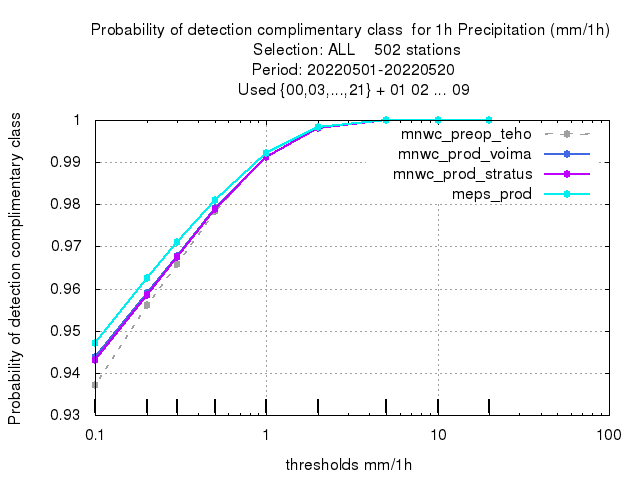 Probability of detection complimentary class  for 1h Precipitation (mm/1h)
Selection: ALL    502 stations
Period: 20220501-20220520
Used {00,03,...,21} + 01 02 ... 09
Probability of detection complimentary class
1
0.99
0.98
0.97
0.96
0.95
0.94
0.93
mnwc_preop_teho
mnwc_prod_voima
mnwc_prod_stratus
meps_prod
0.1 1 10 100
thresholds mm/1h